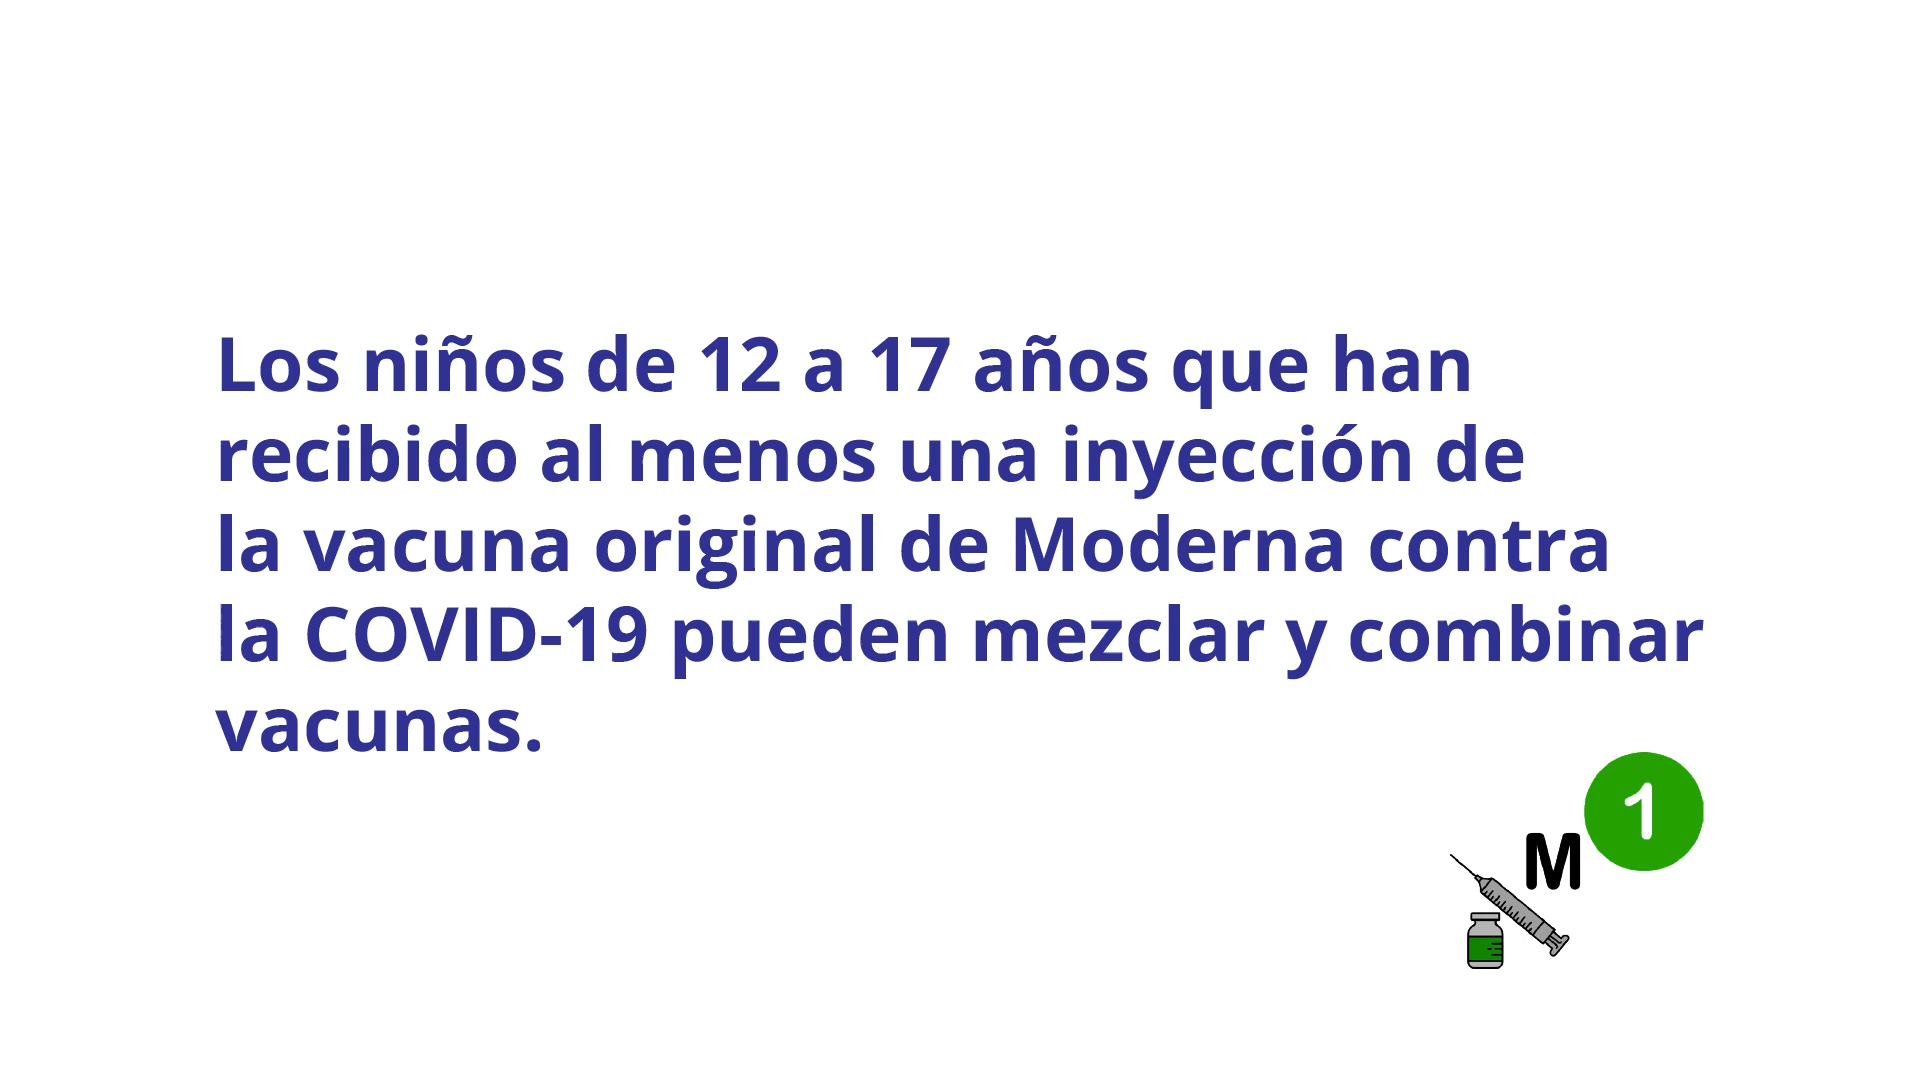 Los niños de 12 a 17 años que han
recibido al menos una inyección de
la vacuna original de Moderna contra
la COVID-19 pueden mezclar y combinar
vacunas.
1
M